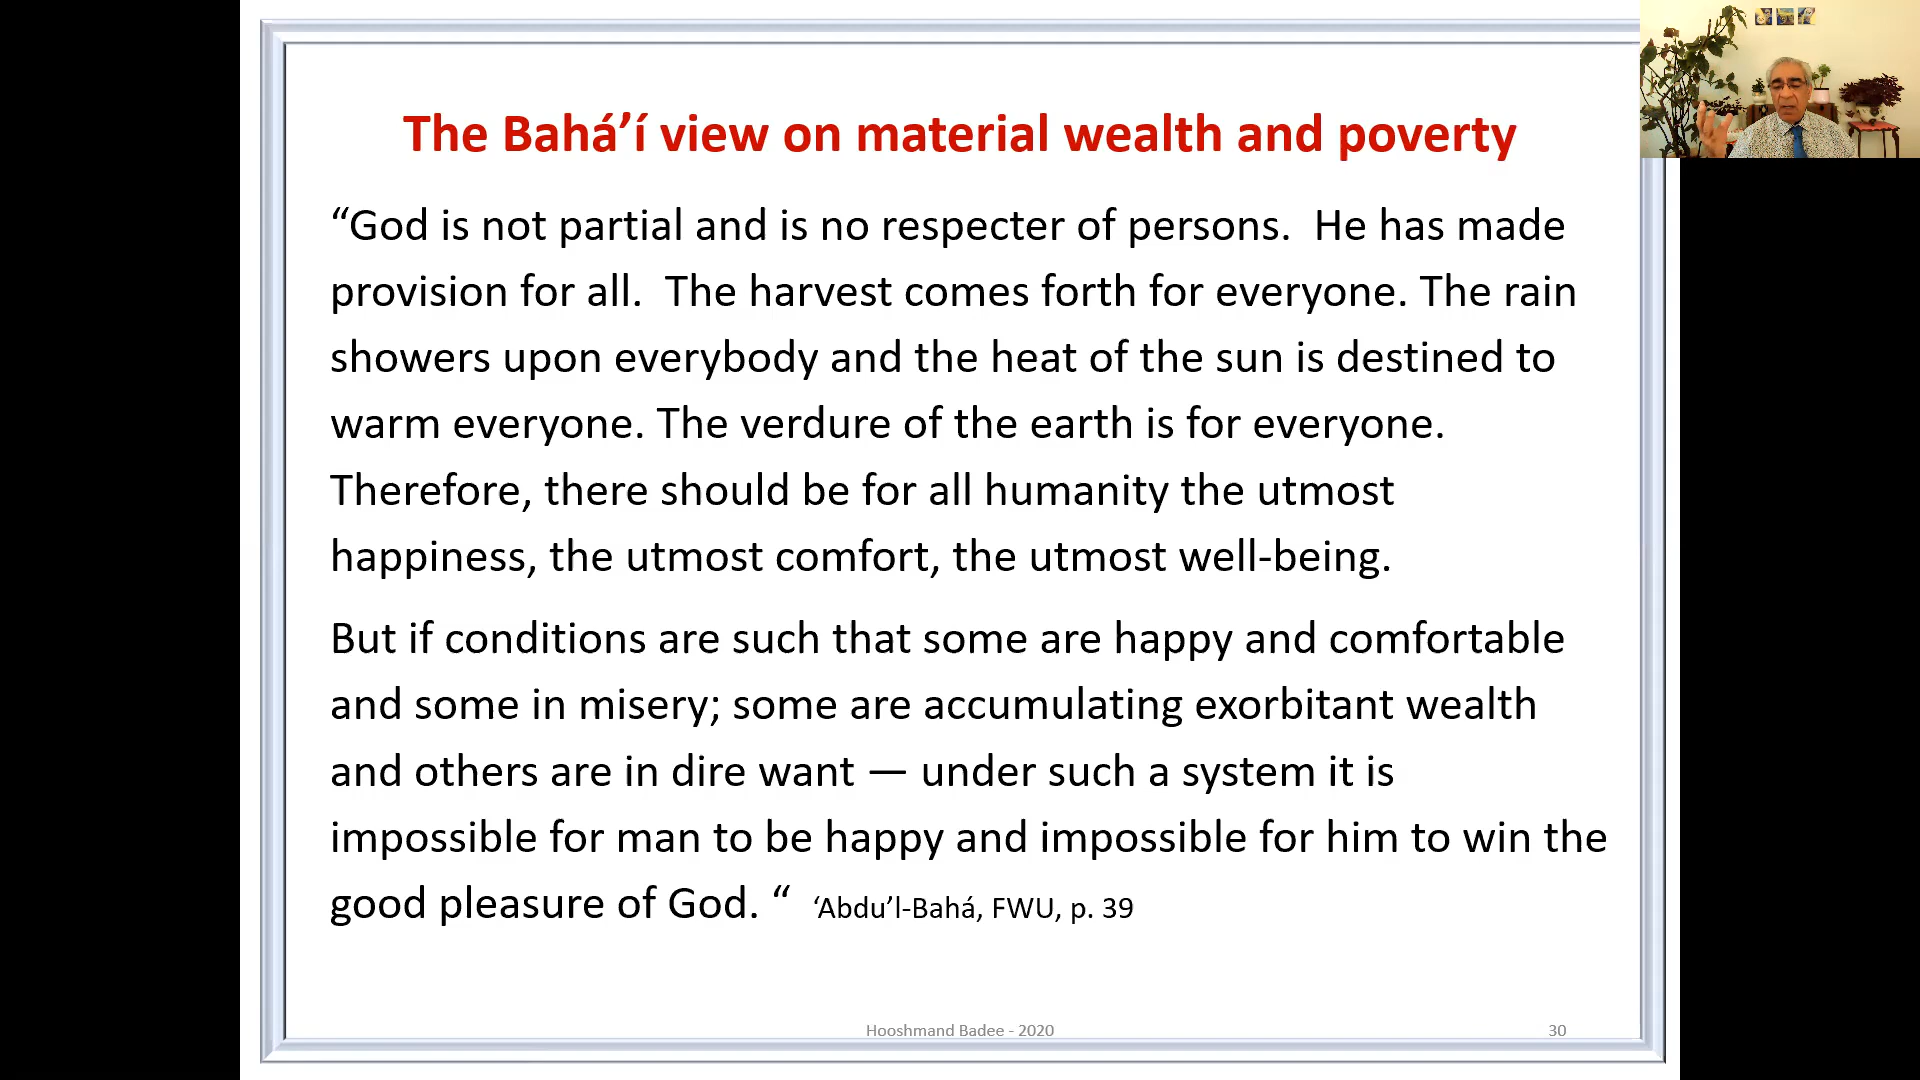 The Bahá’í view on material wealth and poverty
“God is not partial and is no respecter of persons.  He has made
provision for all.  The harvest comes forth for everyone. The rain
showers upon everybody and the heat of the sun is destined to
warm everyone. The verdure of the earth is for everyone.
Therefore, there should be for all humanity the utmost
happiness, the utmost comfort, the utmost well-being.
But if conditions are such that some are happy and comfortable
and some in misery; some are accumulating exorbitant wealth
and others are in dire want — under such a system it is
impossible for man to be happy and impossible for him to win the
good pleasure of God. “  ‘Abdu’l-Bahá, FWU, p. 39
Hooshmand Badee - 2020
30